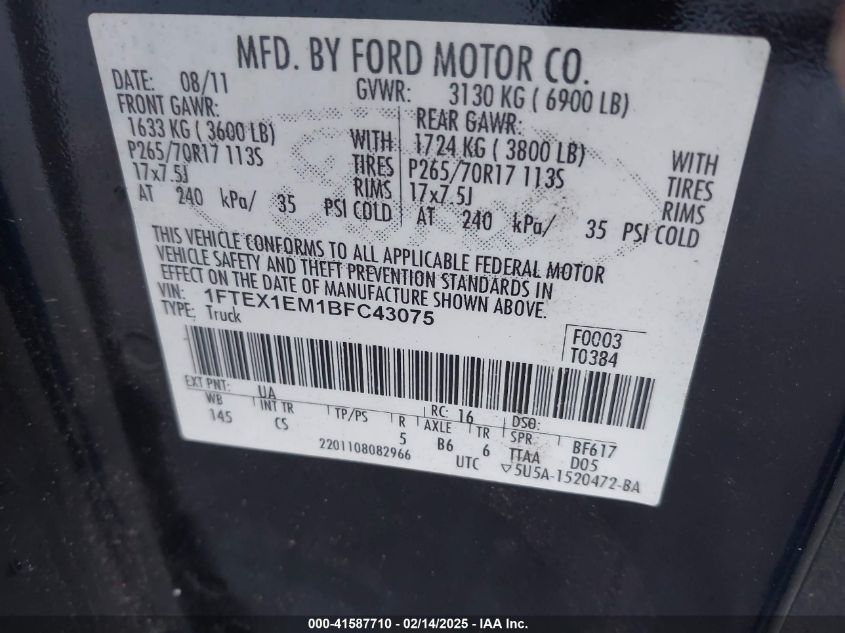 MFD. BY FORD MOTOR CO.
DATE: 08/11 GVWR: 3130 KG ( 6900 LB)
FRONT GAWR: REAR GAWR:
1633 KG ( 3600 LB) WITH 1724 KG ( 3800 LB) WITH
P265/70R17 113S TIRES P265/70R17 113S TIRES
17x7.5J RIMS 17x7.5J RIMS
AT 240 kPa/ 35 PSI COLD AT 240 kPa/ 35 PSI COLD
THIS VEHICLE CONFORMS TO ALL APPLICABLE FEDERAL MOTOR
VEHICLE SAFETY AND THEFT PREVENTION STANDARDS IN
EFFECT ON THE DATE OF MANUFACTURE SHOWN ABOVE.
VIN: 1FTEX1EM1BFC43075
TYPE: Truck
F0003
T0384
EXT PNT: UA RC: 16 DSO:
WB INT TR TP/PS R AXLE TR SPR BF617
145 CS 5 B6 6 TTAA D05
2201108082966 UTC ▽5U5A-1520472-BA
000-41587710 - 02/14/2025 - IAA Inc.